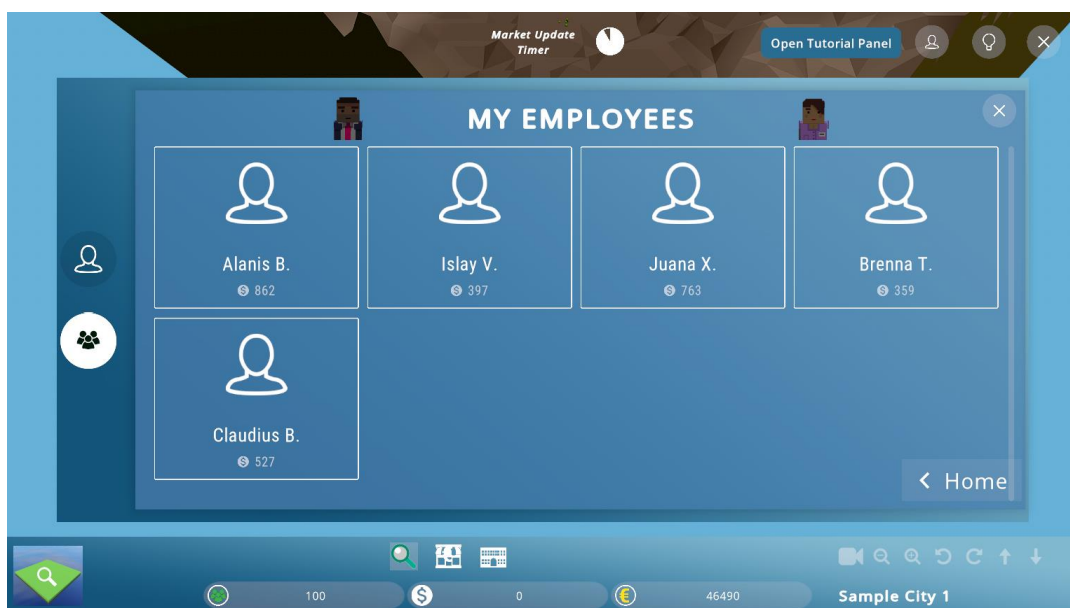 Market Update
Timer
Open Tutorial Panel
MY EMPLOYEES
Alanis B.
862
Islay V.
397
Juana X.
763
Brenna T.
359
Claudius B.
527
Home
100
0
46490
Sample City 1